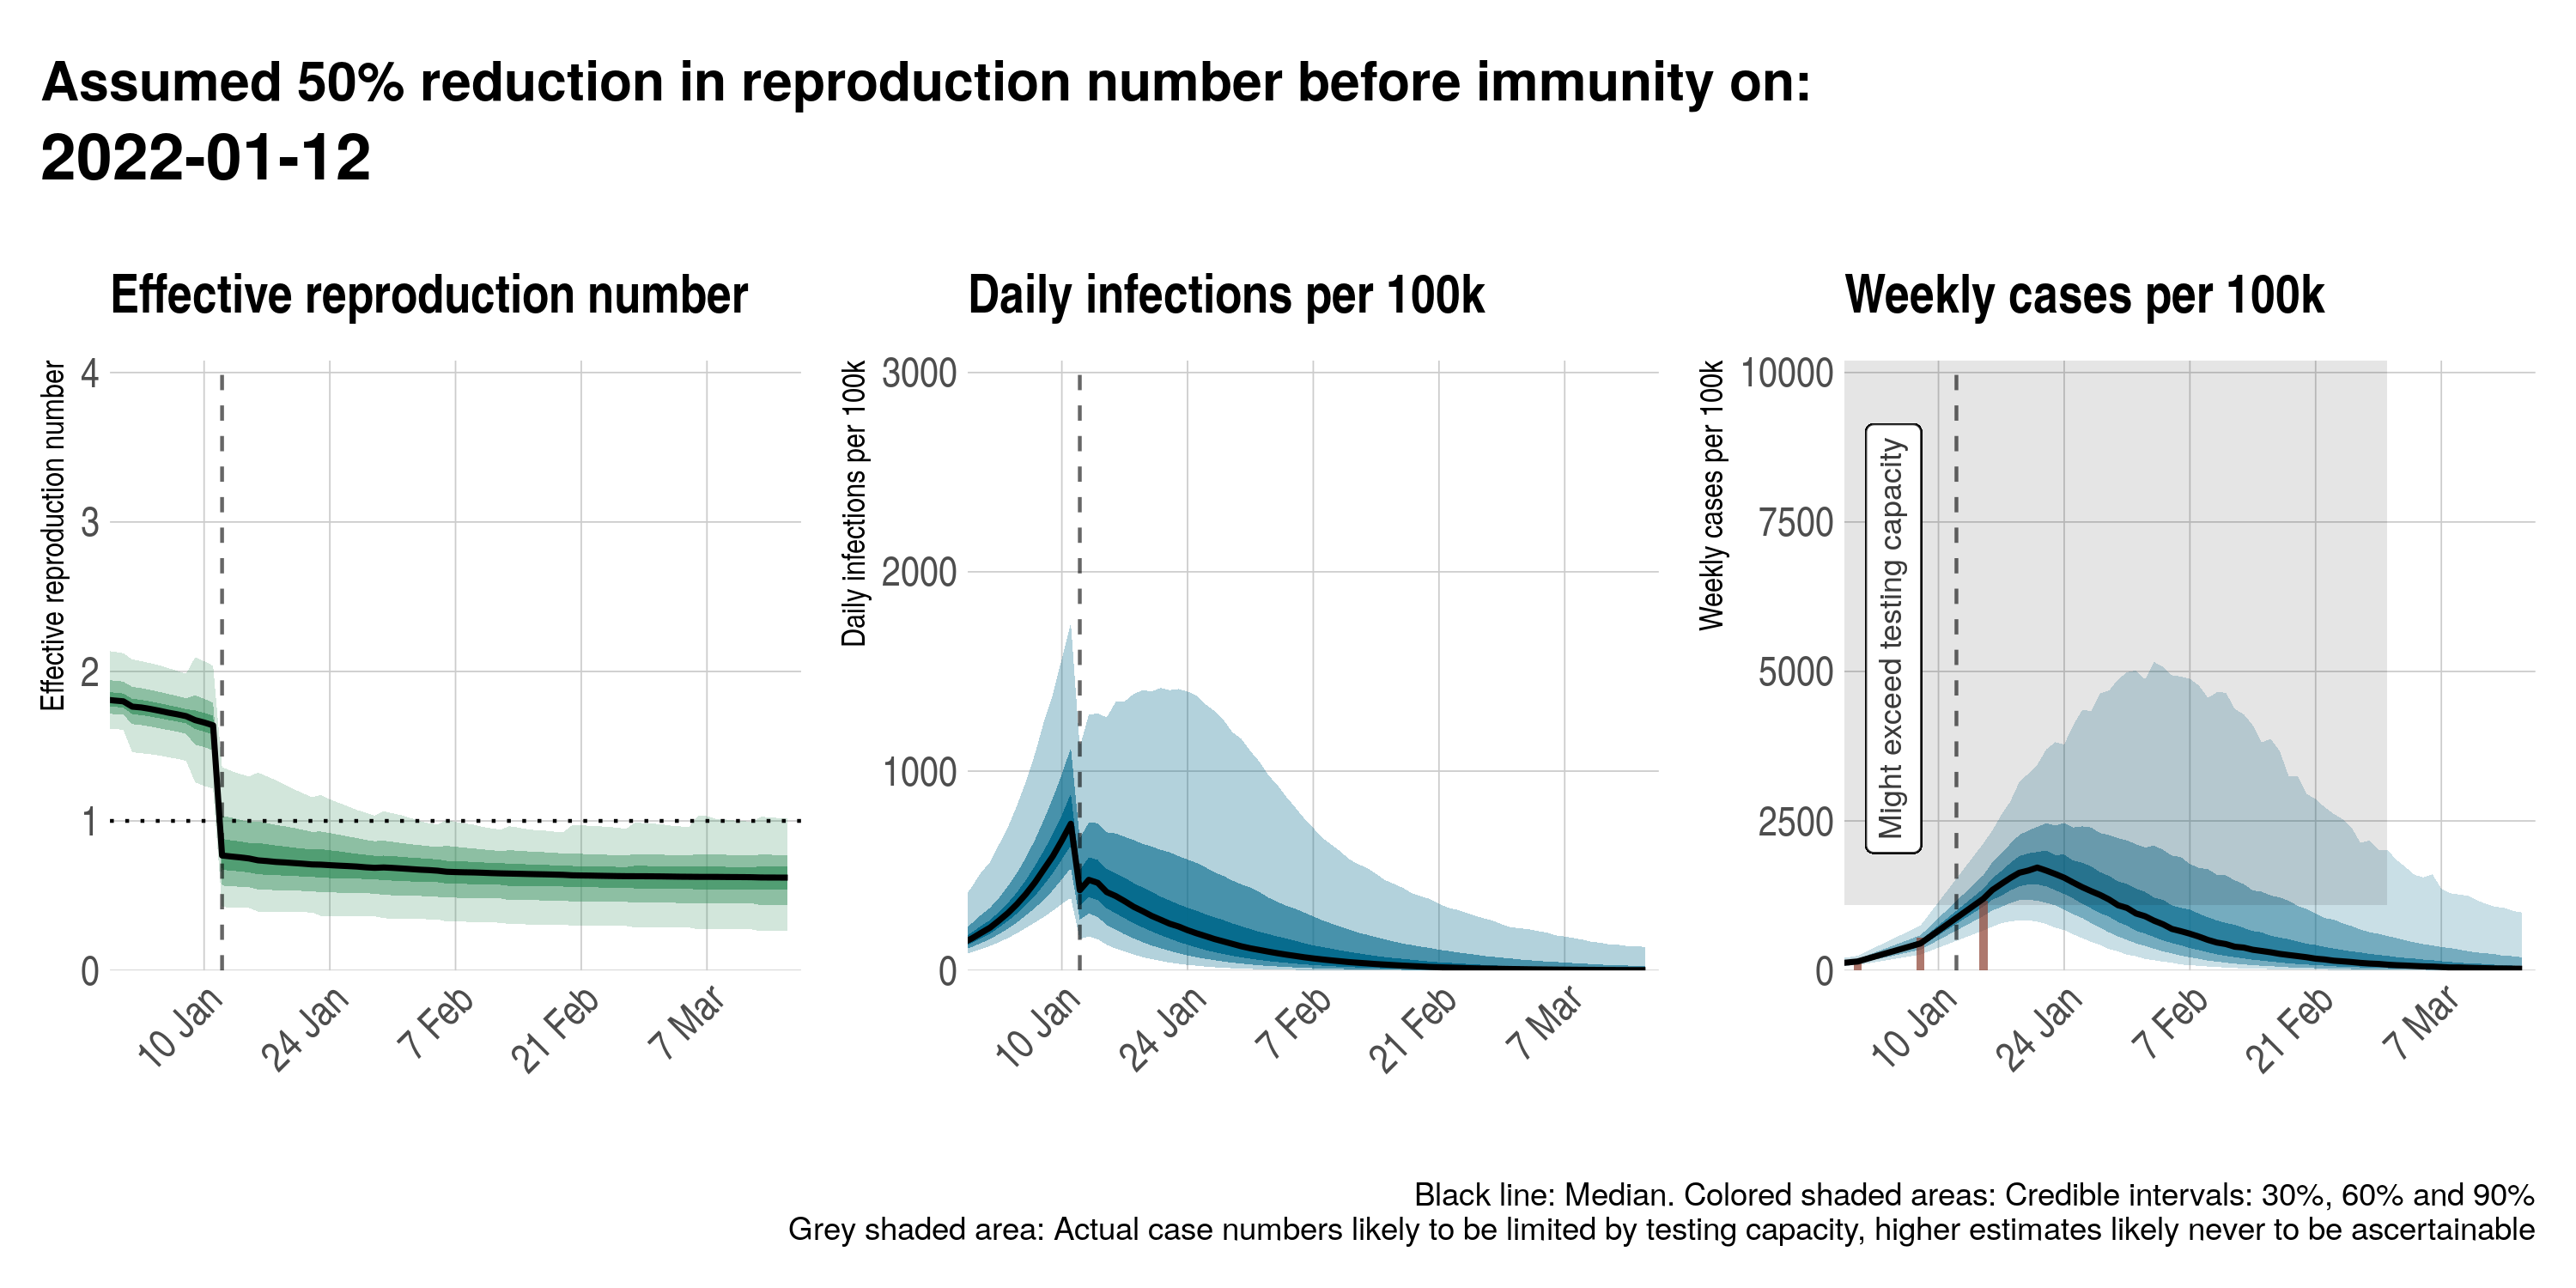 Assumed 50% reduction in reproduction number before immunity on:
2022-01-12
Effective reproduction number
Effective reproduction number
4
3
2
1
0
10 Jan
24 Jan
7 Feb
21 Feb
7 Mar
Daily infections per 100k
Daily infections per 100k
3000
2000
1000
0
10 Jan
24 Jan
7 Feb
21 Feb
7 Mar
Weekly cases per 100k
Weekly cases per 100k
10000
7500
5000
2500
0
Might exceed testing capacity
10 Jan
24 Jan
7 Feb
21 Feb
7 Mar
Black line: Median. Colored shaded areas: Credible intervals: 30%, 60% and 90%
Grey shaded area: Actual case numbers likely to be limited by testing capacity, higher estimates likely never to be ascertainable